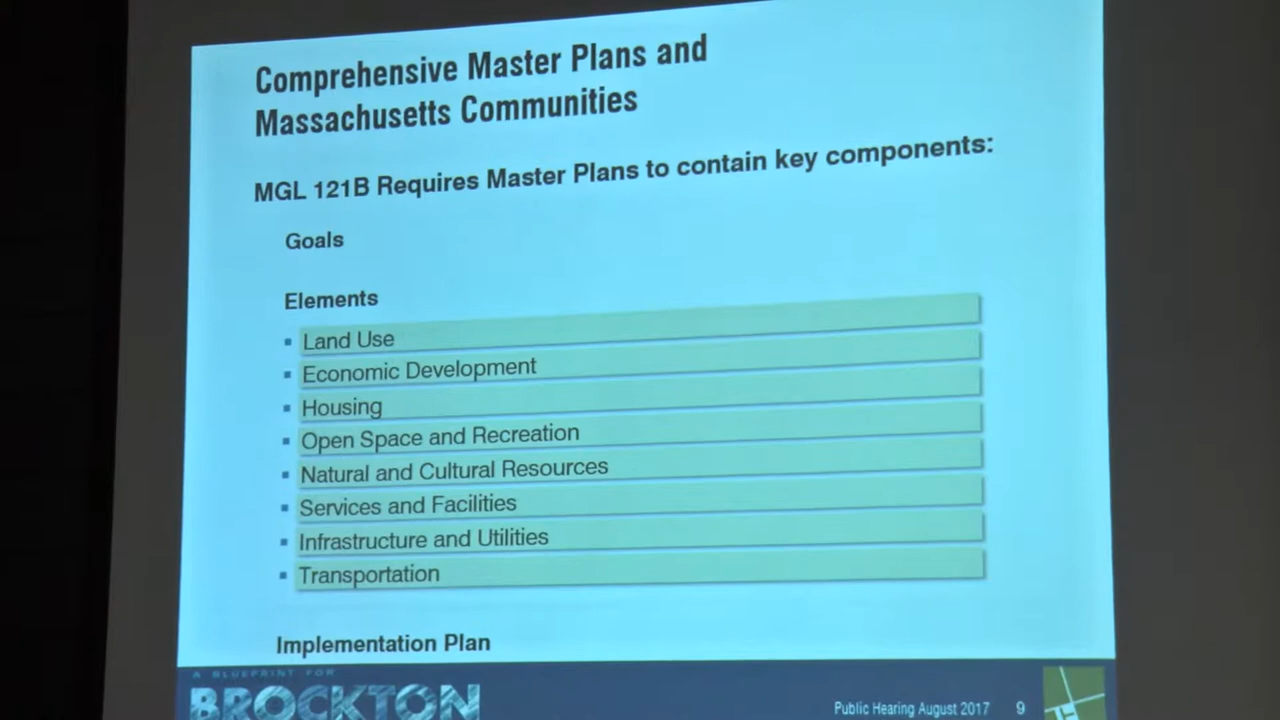 Comprehensive Master Plans and
Massachusetts Communities
MGL 121B Requires Master Plans to contain key components:
Goals
Elements
▪ Land Use
▪ Economic Development
▪ Housing
▪ Open Space and Recreation
▪ Natural and Cultural Resources
▪ Services and Facilities
▪ Infrastructure and Utilities
▪ Transportation
Implementation Plan
A BLUEPRINT FOR
BROCKTON
Public Hearing August 2017 9